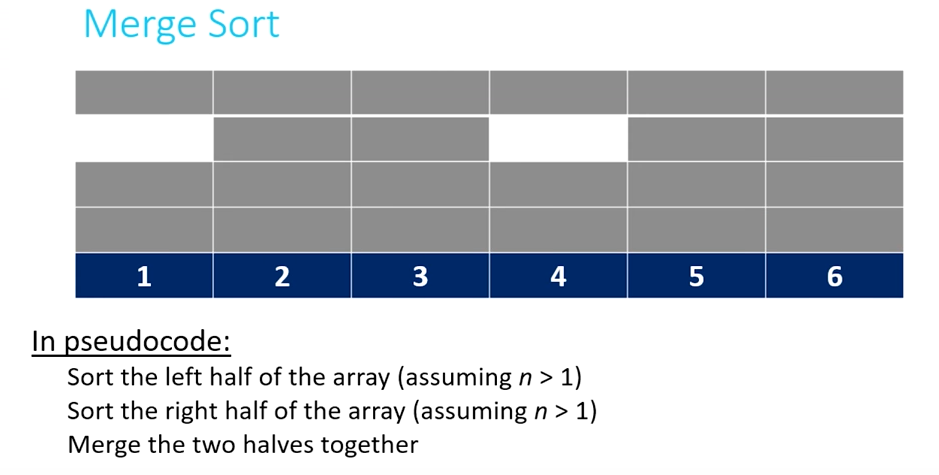 Merge Sort
1 2 3 4 5 6
In pseudocode:
Sort the left half of the array (assuming n > 1)
Sort the right half of the array (assuming n > 1)
Merge the two halves together